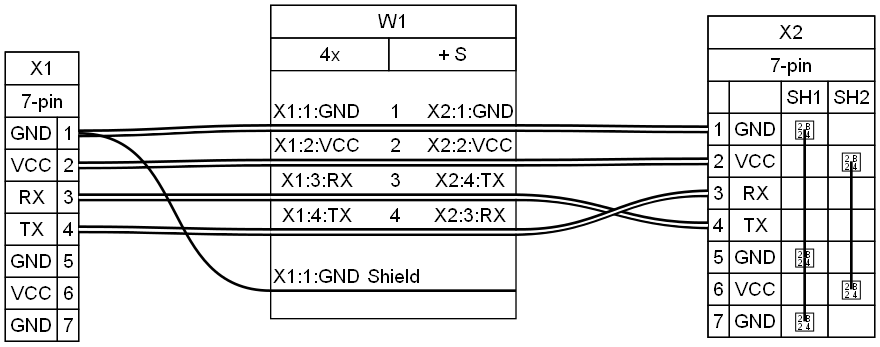 X1
7-pin
GND 1
VCC 2
RX 3
TX 4
GND 5
VCC 6
GND 7
W1
4x + S
X1:1:GND 1 X2:1:GND
X1:2:VCC 2 X2:2:VCC
X1:3:RX 3 X2:4:TX
X1:4:TX 4 X2:3:RX
X1:1:GND Shield
X2
7-pin
SH1 SH2
1 GND
2 VCC
3 RX
4 TX
5 GND
6 VCC
7 GND